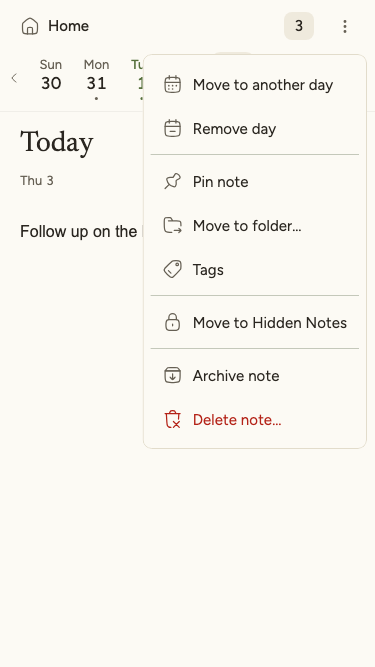 Home
3
Sun
Mon
30
31
Today
Thu 3
Follow up on the
Move to another day
Remove day
Pin note
Move to folder...
Tags
Move to Hidden Notes
Archive note
Delete note...